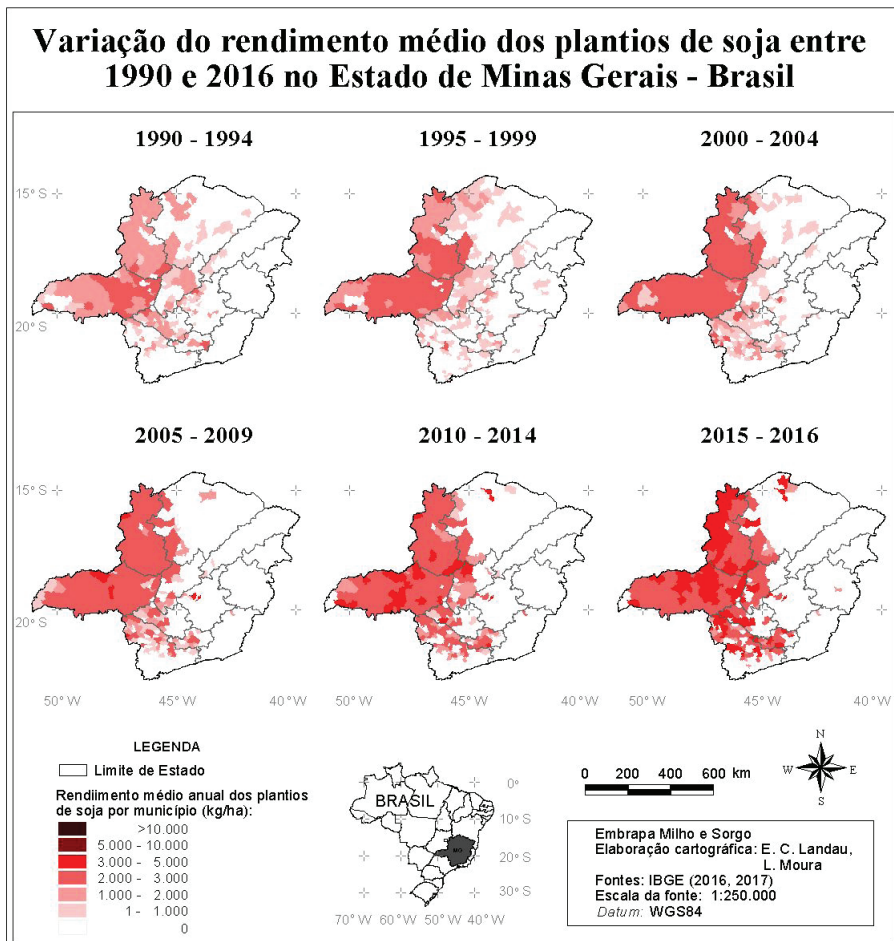 Variação do rendimento médio dos plantios de soja entre
1990 e 2016 no Estado de Minas Gerais - Brasil
1990 - 1994
1995 - 1999
2000 - 2004
15° S
20° S
2005 - 2009
2010 - 2014
2015 - 2016
15° S
20° S
50° W
45° W
40° W
50° W
45° W
40° W
50° W
45° W
40° W
LEGENDA
Limite de Estado
Rendiimento médio anual dos plantios
de soja por município (kg/ha):
>10.000
5.000 - 10.000
3.000 - 5.000
2.000 - 3.000
1.000 - 2.000
1 - 1.000
0
BRASIL
MG
0°
10° S
20° S
30° S
70° W 60° W 50° W 40° W
0 200 400 600 km
N
W E
S
Embrapa Milho e Sorgo
Elaboração cartográfica: E. C. Landau,
L. Moura
Fontes: IBGE (2016, 2017)
Escala da fonte: 1:250.000
Datum: WGS84